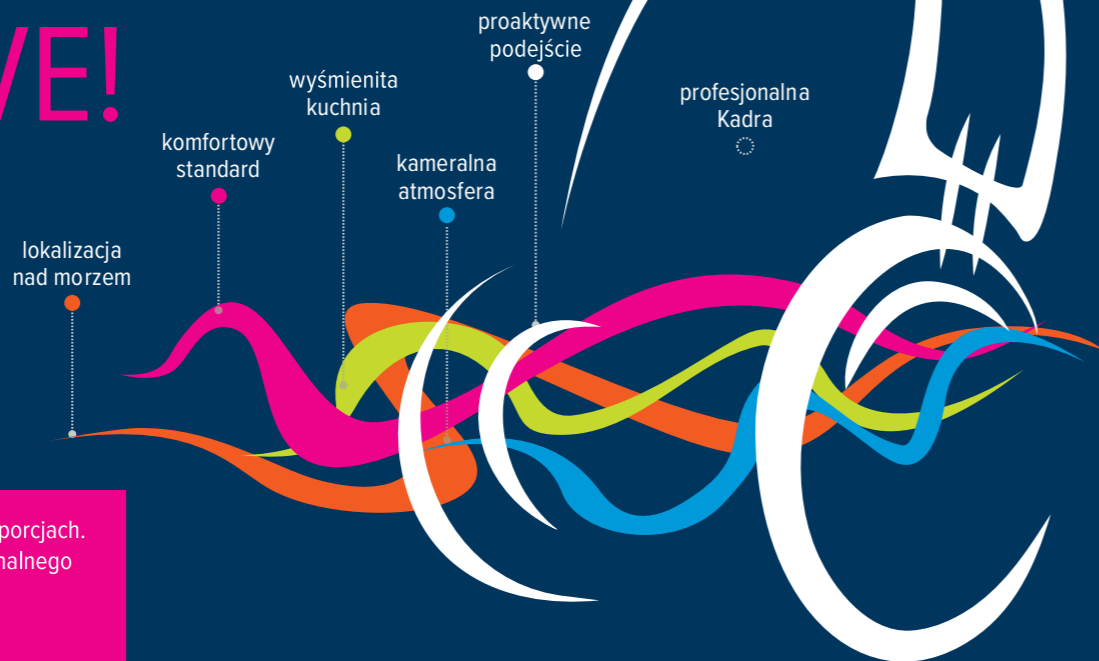 VE!
proaktywne
podejście
wyśmienita
kuchnia
profesjonalna
Kadra
komfortowy
standard
kameralna
atmosfera
lokalizacja
nad morzem
porcjach.
nalnego